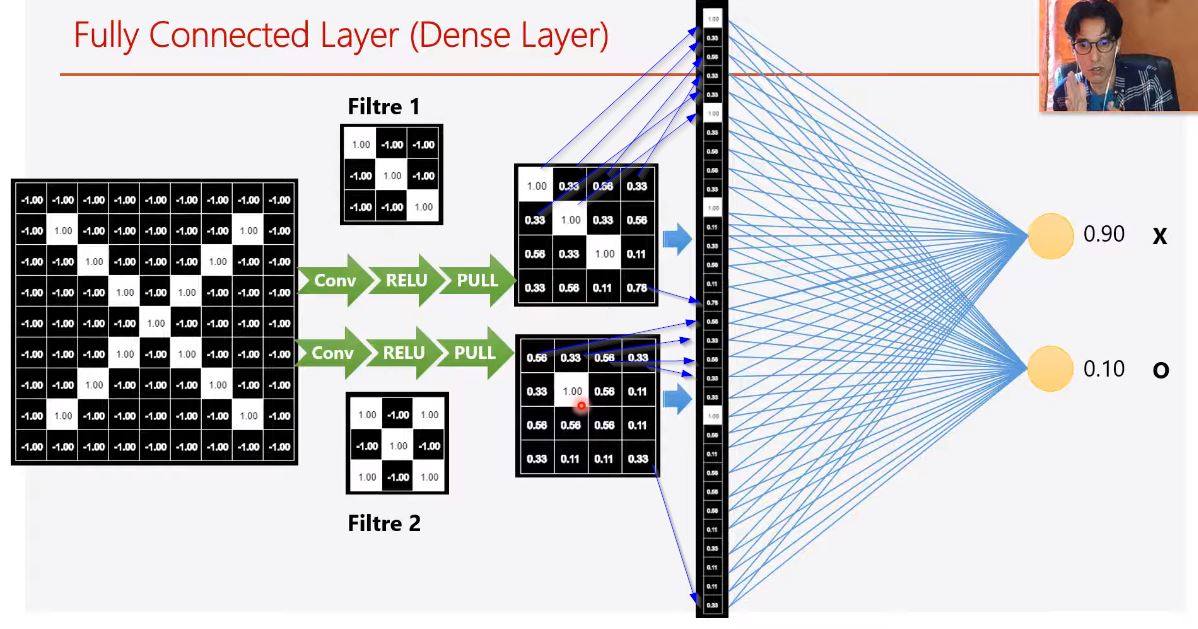 Fully Connected Layer (Dense Layer)
Filtre 1
1.00 -1.00 -1.00
-1.00 1.00 -1.00
-1.00 -1.00 1.00
-1.00 -1.00 -1.00 -1.00 -1.00 -1.00 -1.00 -1.00 -1.00
-1.00 1.00 -1.00 -1.00 -1.00 -1.00 -1.00 1.00 -1.00
-1.00 -1.00 1.00 -1.00 -1.00 -1.00 1.00 -1.00 -1.00
-1.00 -1.00 -1.00 1.00 -1.00 1.00 -1.00 -1.00 -1.00
-1.00 -1.00 -1.00 -1.00 1.00 -1.00 -1.00 -1.00 -1.00
-1.00 -1.00 -1.00 1.00 -1.00 1.00 -1.00 -1.00 -1.00
-1.00 -1.00 1.00 -1.00 -1.00 -1.00 1.00 -1.00 -1.00
-1.00 1.00 -1.00 -1.00 -1.00 -1.00 -1.00 1.00 -1.00
-1.00 -1.00 -1.00 -1.00 -1.00 -1.00 -1.00 -1.00 -1.00
Conv RELU PULL
Conv RELU PULL
1.00 -1.00 1.00
-1.00 1.00 -1.00
1.00 -1.00 1.00
Filtre 2
1.00 0.33 0.56 0.33
0.33 1.00 0.33 0.56
0.56 0.33 1.00 0.11
0.33 0.56 0.11 0.78
0.56 0.33 0.56 0.33
0.33 1.00 0.56 0.11
0.56 0.56 0.56 0.11
0.33 0.11 0.11 0.33
1.00
0.33
0.56
0.33
0.33
1.00
0.33
0.56
0.56
0.33
1.00
0.11
0.33
0.56
0.11
0.78
0.56
0.33
0.56
0.33
0.33
1.00
0.56
0.11
0.56
0.56
0.56
0.11
0.33
0.11
0.11
0.33
0.90 X
0.10 O